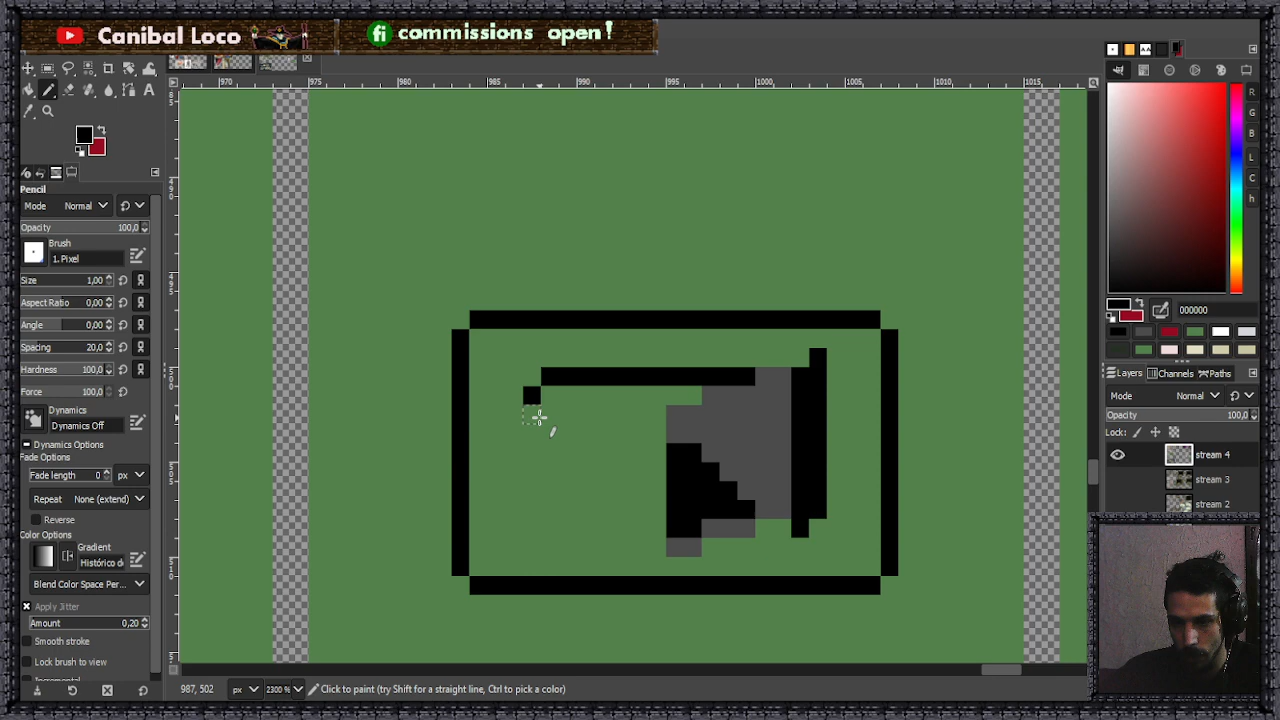 Canibal Loco
fi commissions open!
970 975 980 985 990 995 1000 1005 1010 1015
Pencil
Mode Normal
Opacity 100,0
Brush
1. Pixel
Size 1,00
Aspect Ratio 0,00
Angle 0,00
Spacing 20,0
Hardness 100,0
Force 100,0
Dynamics
Dynamics Off
Dynamics Options
Fade Options
Fade length 0 px
Repeat None (extend)
Reverse
Color Options
Gradient
Histórico d
Blend Color Space Per...
Apply Jitter
Amount 0,20
Smooth stroke
Lock brush to view
AA
R
G
B
L
C
h
000000
Layers Channels Paths
Mode Normal
Opacity 100,0
Lock:
stream 4
stream 3
stream 2
987, 502 px 2300 % Click to paint (try Shift for a straight line, Ctrl to pick a color)